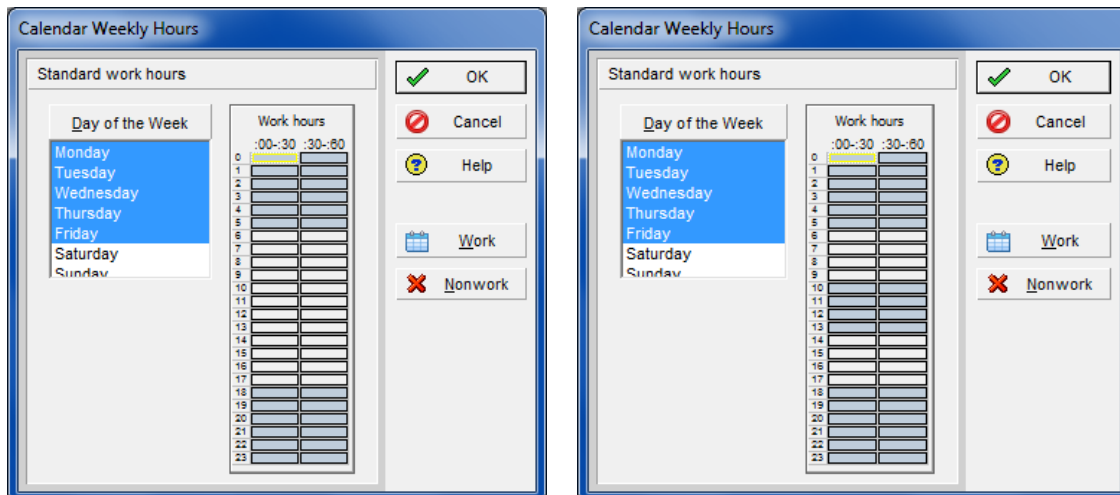 Calendar Weekly Hours
Standard work hours
Day of the Week
Monday
Tuesday
Wednesday
Thursday
Friday
Saturday
Sunday
Work hours
:00-:30 :30-:60
0
1
2
3
4
5
6
7
8
9
10
11
12
13
14
15
16
17
18
19
20
21
22
23
OK
Cancel
Help
Work
Nonwork
Calendar Weekly Hours
Standard work hours
Day of the Week
Monday
Tuesday
Wednesday
Thursday
Friday
Saturday
Sunday
Work hours
:00-:30 :30-:60
0
1
2
3
4
5
6
7
8
9
10
11
12
13
14
15
16
17
18
19
20
21
22
23
OK
Cancel
Help
Work
Nonwork